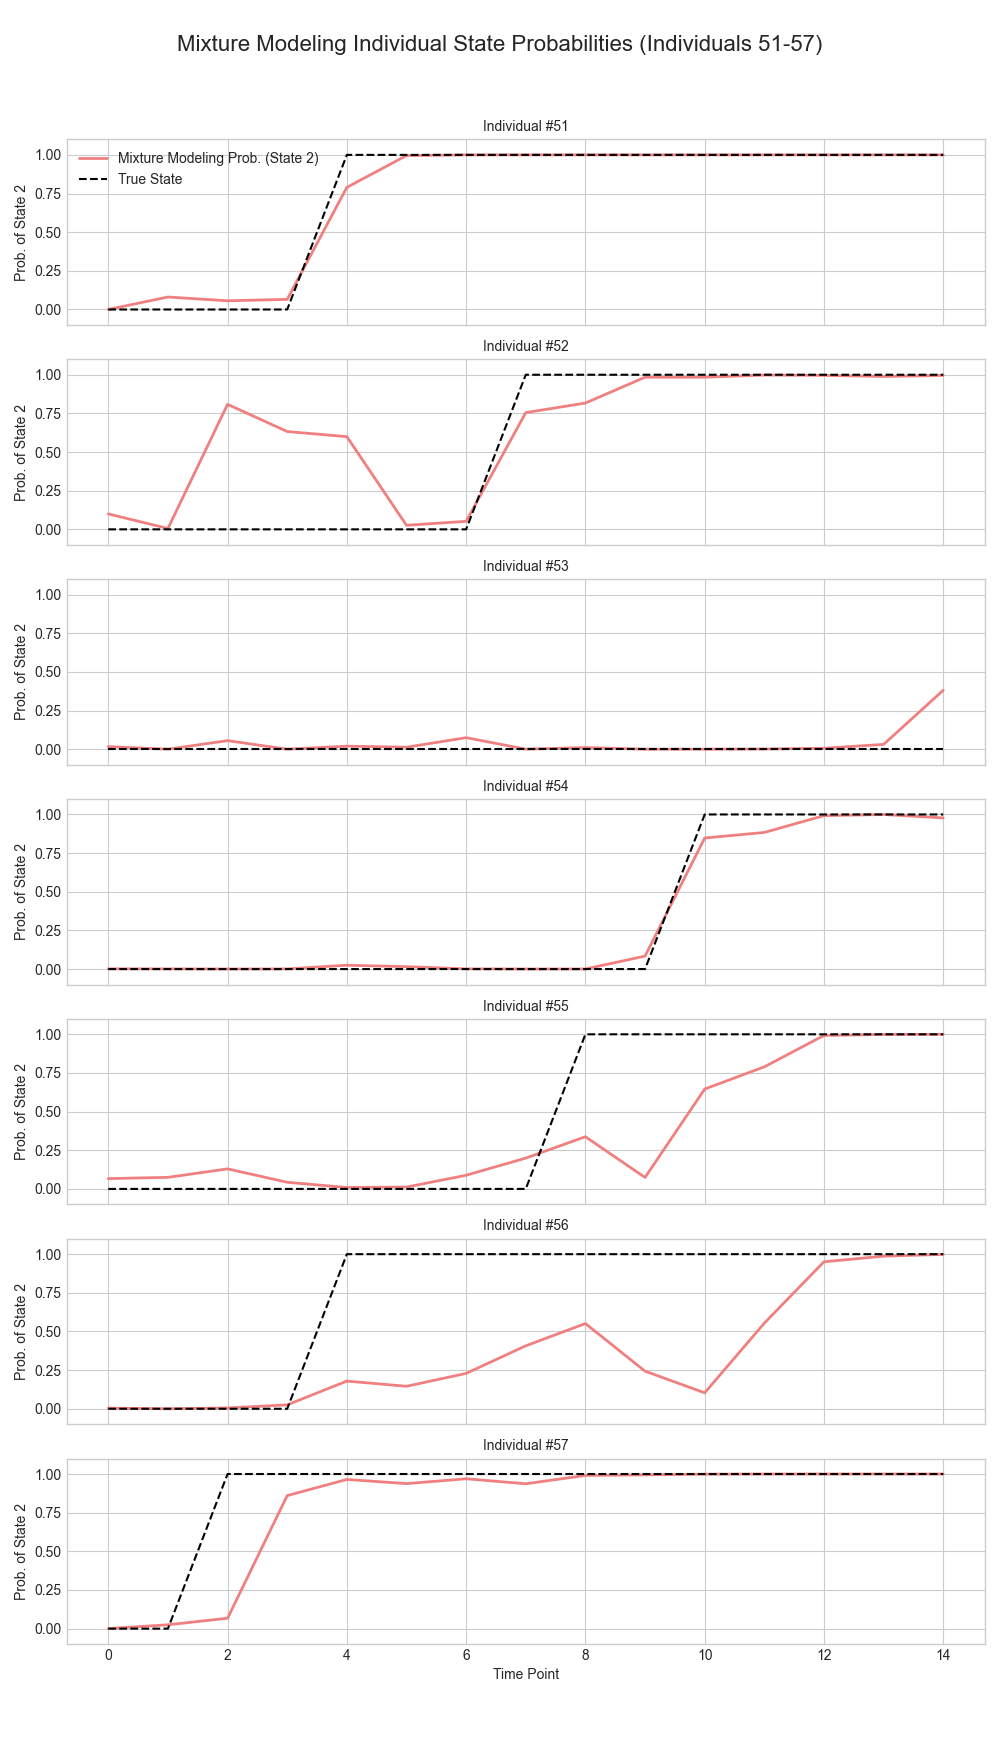 Mixture Modeling Individual State Probabilities (Individuals 51-57)
Individual #51
Mixture Modeling Prob. (State 2)
True State
Prob. of State 2
1.00
0.75
0.50
0.25
0.00
Individual #52
Prob. of State 2
1.00
0.75
0.50
0.25
0.00
Individual #53
Prob. of State 2
1.00
0.75
0.50
0.25
0.00
Individual #54
Prob. of State 2
1.00
0.75
0.50
0.25
0.00
Individual #55
Prob. of State 2
1.00
0.75
0.50
0.25
0.00
Individual #56
Prob. of State 2
1.00
0.75
0.50
0.25
0.00
Individual #57
Prob. of State 2
1.00
0.75
0.50
0.25
0.00
0 2 4 6 8 10 12 14
Time Point